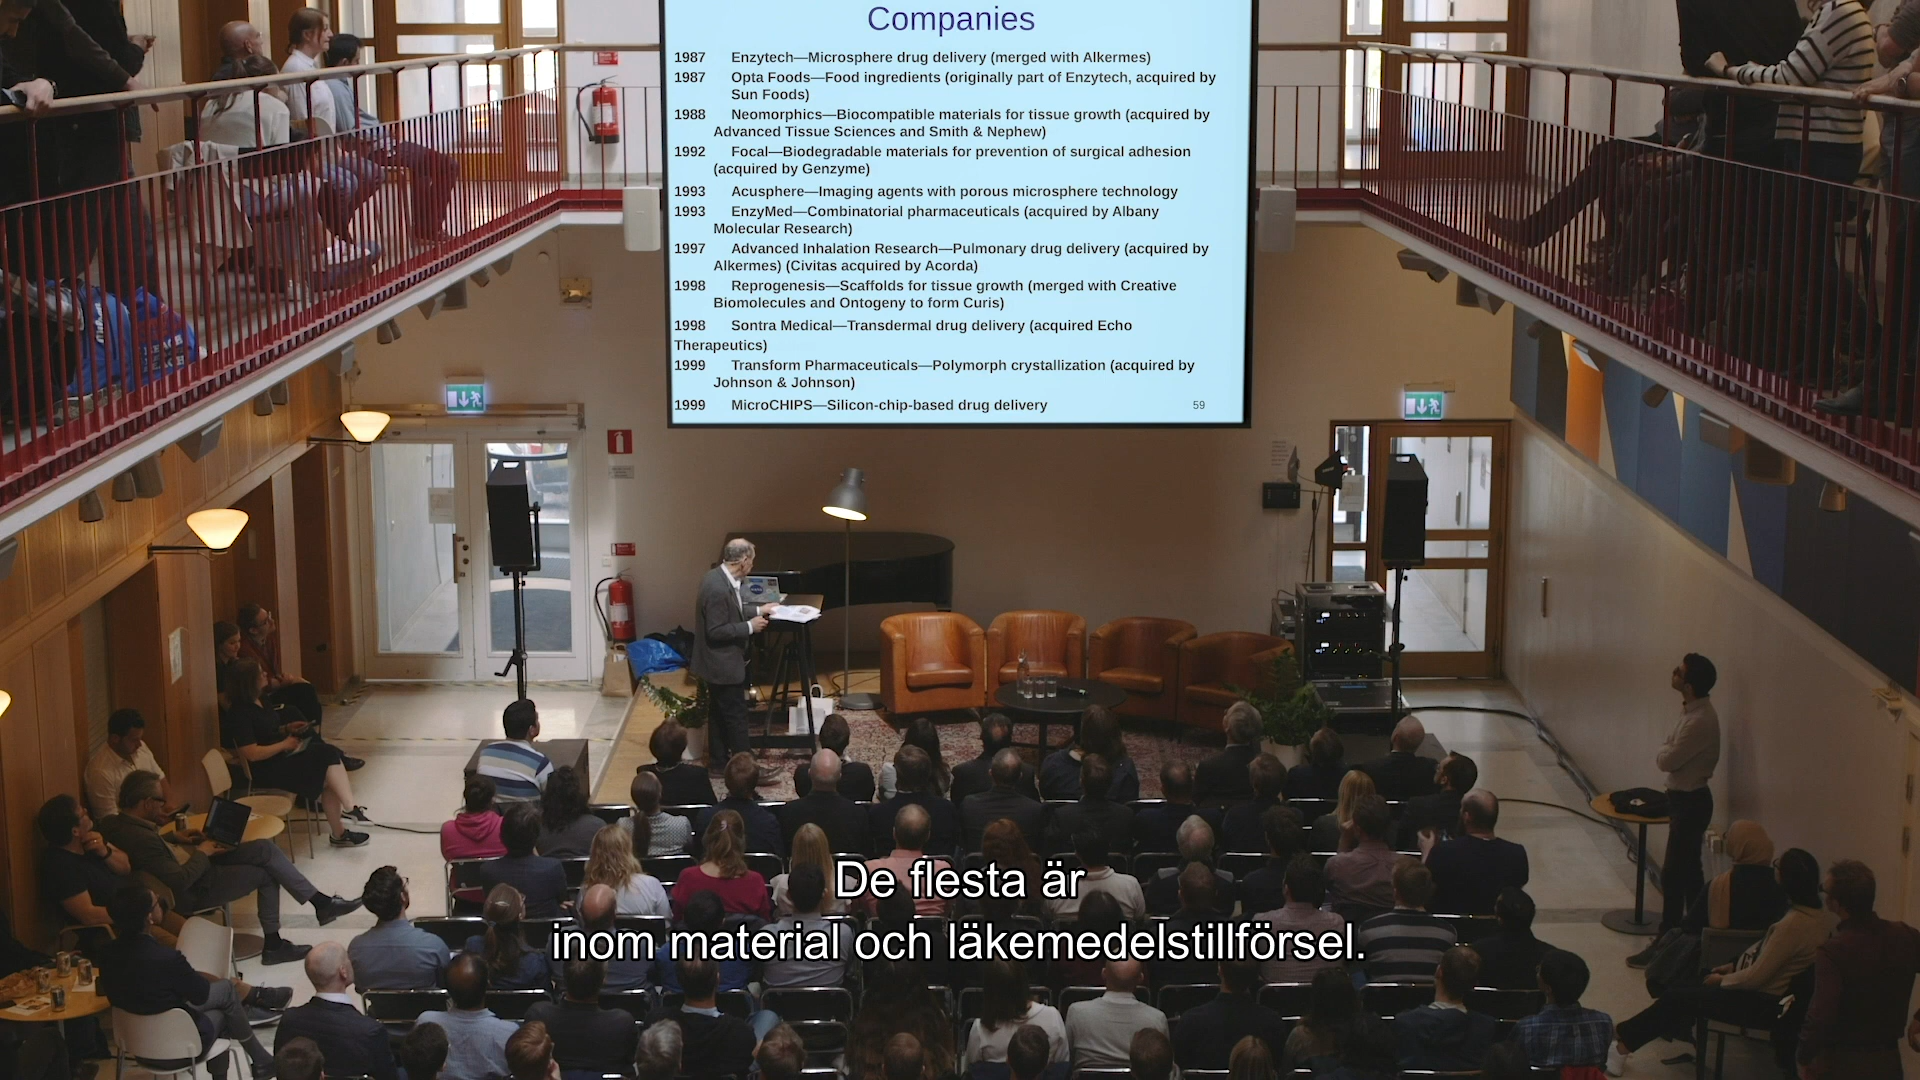 Companies
1987 Enzytech—Microsphere drug delivery (merged with Alkermes)
1987 Opta Foods—Food ingredients (originally part of Enzytech, acquired by
Sun Foods)
1988 Neomorphics—Biocompatible materials for tissue growth (acquired by
Advanced Tissue Sciences and Smith & Nephew)
1992 Focal—Biodegradable materials for prevention of surgical adhesion
(acquired by Genzyme)
1993 Acusphere—Imaging agents with porous microsphere technology
1993 EnzyMed—Combinatorial pharmaceuticals (acquired by Albany
Molecular Research)
1997 Advanced Inhalation Research—Pulmonary drug delivery (acquired by
Alkermes) (Civitas acquired by Acorda)
1998 Reprogenesis—Scaffolds for tissue growth (merged with Creative
Biomolecules and Ontogeny to form Curis)
1998 Sontra Medical—Transdermal drug delivery (acquired Echo
Therapeutics)
1999 Transform Pharmaceuticals—Polymorph crystallization (acquired by
Johnson & Johnson)
1999 MicroCHIPS—Silicon-chip-based drug delivery
59
De flesta är
inom material och läkemedelstillförsel.